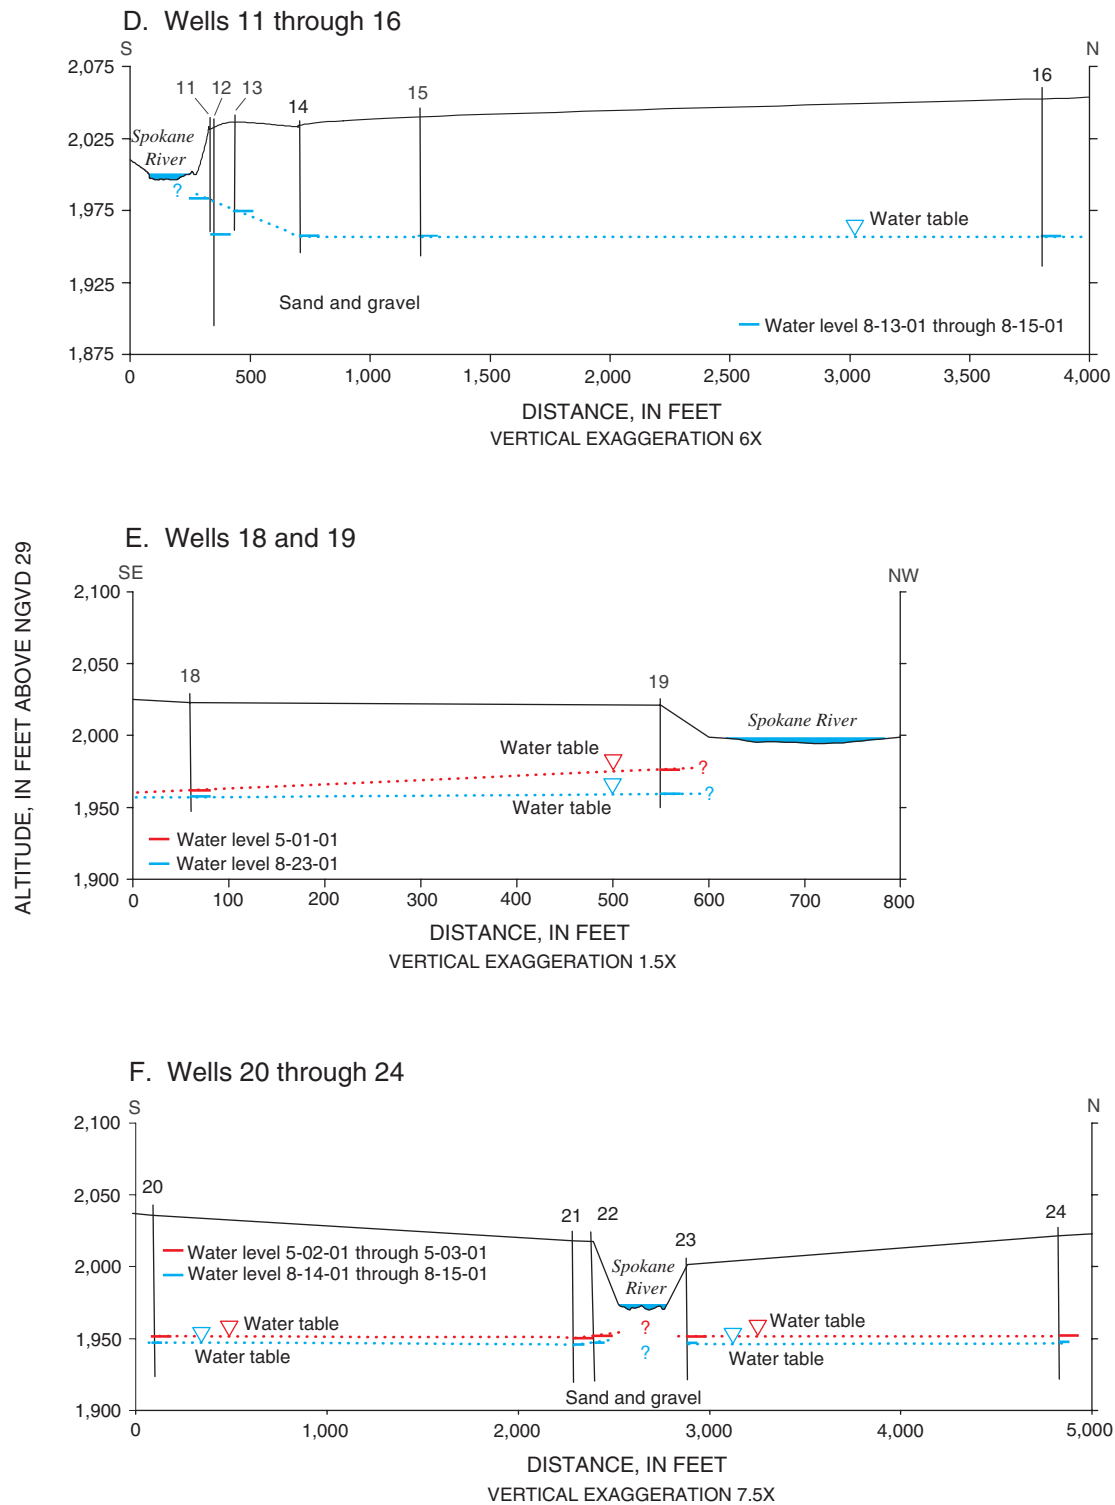 D. Wells 11 through 16
S
N
2,075
2,025
1,975
1,925
1,875
11
12
13
14
15
16
Spokane
River
?
Water table
Sand and gravel
Water level 8-13-01 through 8-15-01
0 500 1,000 1,500 2,000 2,500 3,000 3,500 4,000
DISTANCE, IN FEET
VERTICAL EXAGGERATION 6X
ALTITUDE, IN FEET ABOVE NGVD 29
E. Wells 18 and 19
SE
NW
2,100
2,050
2,000
1,950
1,900
18
19
Spokane River
Water table
?
?
Water table
Water level 5-01-01
Water level 8-23-01
0 100 200 300 400 500 600 700 800
DISTANCE, IN FEET
VERTICAL EXAGGERATION 1.5X
F. Wells 20 through 24
S
N
2,100
2,050
2,000
1,950
1,900
20
21
22
23
24
Water level 5-02-01 through 5-03-01
Water level 8-14-01 through 8-15-01
Spokane
River
Water table
Water table
?
?
Water table
Water table
Sand and gravel
0 1,000 2,000 3,000 4,000 5,000
DISTANCE, IN FEET
VERTICAL EXAGGERATION 7.5X